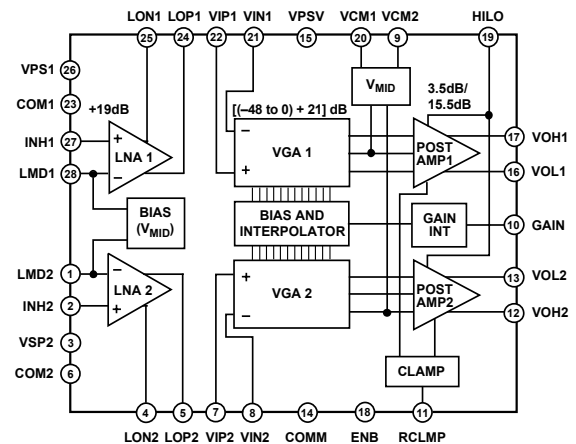 LON1 LOP1 VIP1 VIN1 VPSV VCM1 VCM2 HILO
25 24 22 21 15 20 9 19
VPS1 26
COM1 23
INH1 27
LMD1 28
+19dB
+
−
LNA 1
[(–48 to 0) + 21] dB
−
+
VGA 1
VMID
3.5dB/
15.5dB
POST
AMP1
17 VOH1
16 VOL1
BIAS
(VMID)
BIAS AND
INTERPOLATOR
GAIN
INT
10 GAIN
LMD2 1
INH2 2
VSP2 3
COM2 6
−
+
LNA 2
+
−
VGA 2
POST
AMP2
13 VOL2
12 VOH2
CLAMP
4 5 7 8 14 18 11
LON2 LOP2 VIP2 VIN2 COMM ENB RCLMP